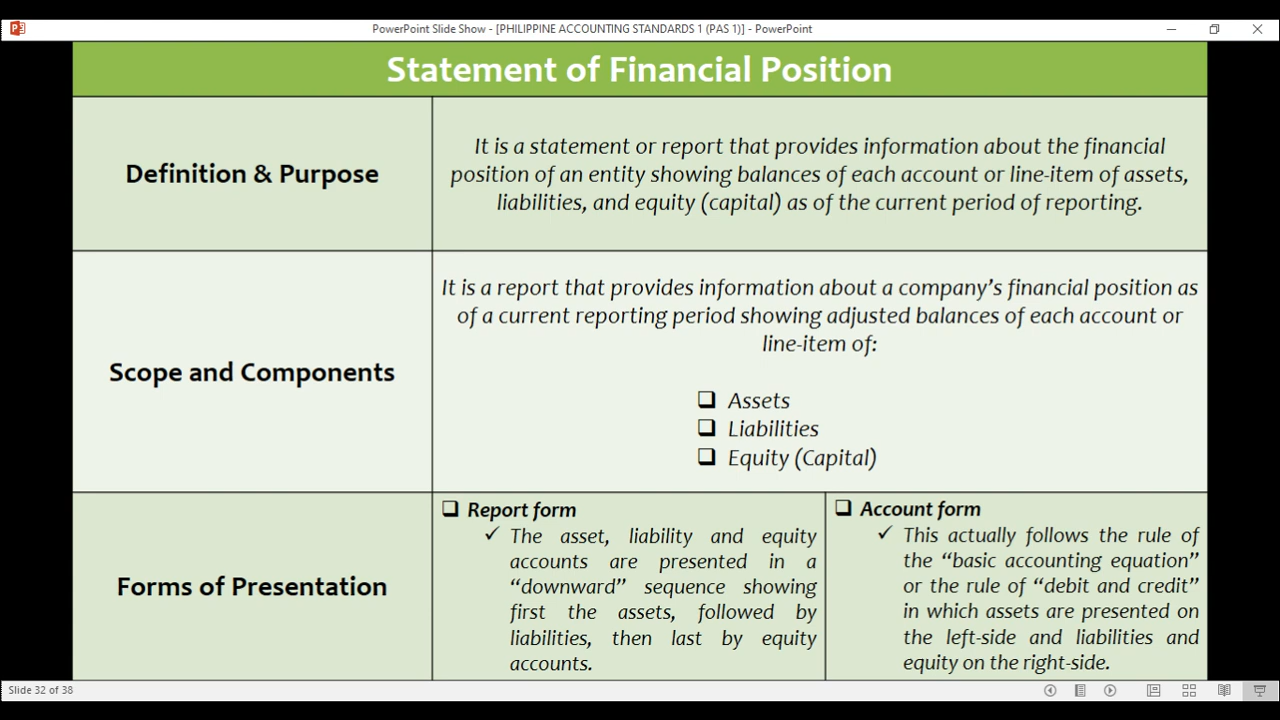 PowerPoint Slide Show - [PHILIPPINE ACCOUNTING STANDARDS 1 (PAS 1)] - PowerPoint
Statement of Financial Position
Definition & Purpose
It is a statement or report that provides information about the financial
position of an entity showing balances of each account or line-item of assets,
liabilities, and equity (capital) as of the current period of reporting.
Scope and Components
It is a report that provides information about a company’s financial position as
of a current reporting period showing adjusted balances of each account or
line-item of:
❑ Assets
❑ Liabilities
❑ Equity (Capital)
Forms of Presentation
❑ Report form
✓ The asset, liability and equity
accounts are presented in a
“downward” sequence showing
first the assets, followed by
liabilities, then last by equity
accounts.
❑ Account form
✓ This actually follows the rule of
the “basic accounting equation”
or the rule of “debit and credit”
in which assets are presented on
the left-side and liabilities and
equity on the right-side.
Slide 32 of 38